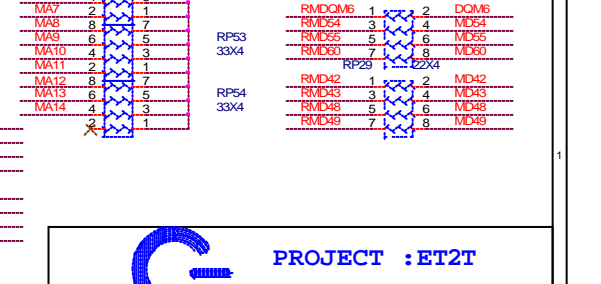 MA7 2 1
MA8 8 7
MA9 6 5 RP53
MA10 4 3 33X4
MA11 2 1
MA12 8 7
MA13 6 5 RP54
MA14 4 3 33X4
2 1
RMDQM6 1 2 DQM6
RMD54 3 4 MD54
RMD55 5 6 MD55
RMD60 7 8 MD60
RP29 22X4
RMD42 1 2 MD42
RMD43 3 4 MD43
RMD48 5 6 MD48
RMD49 7 8 MD49
1
PROJECT :ET2T